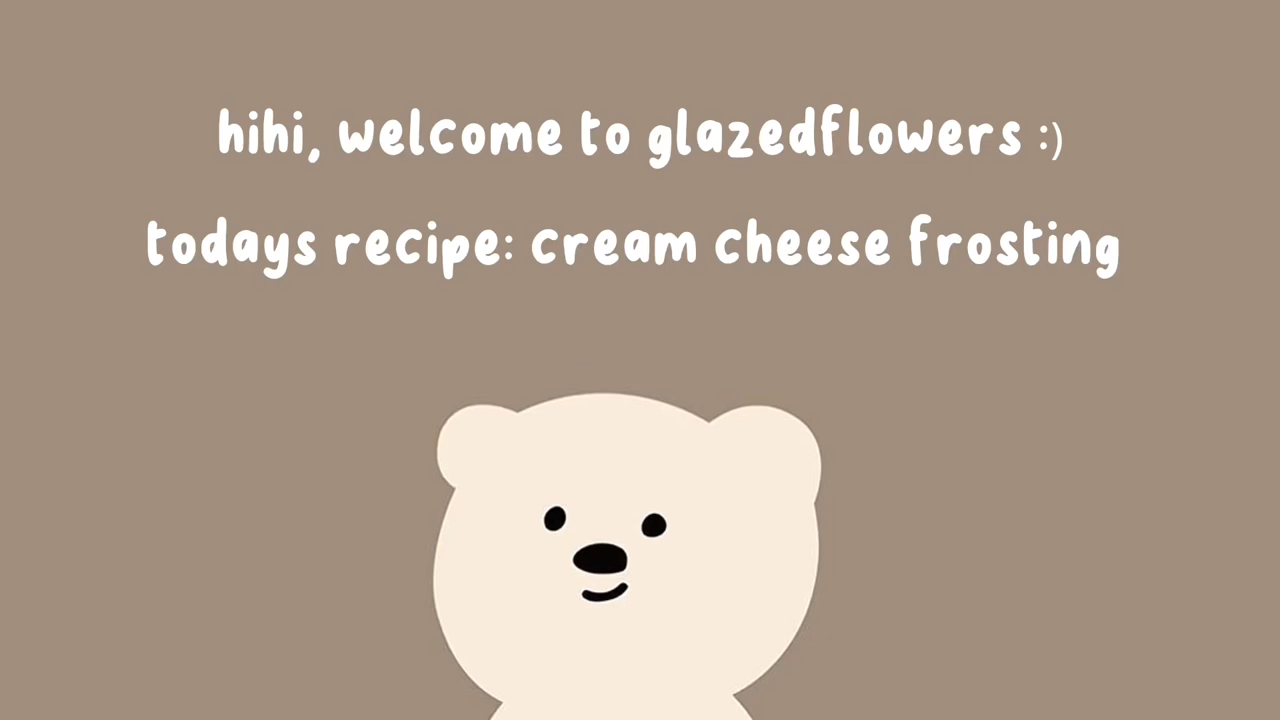 hihi, welcome to glazedflowers :)
todays recipe: cream cheese frosting